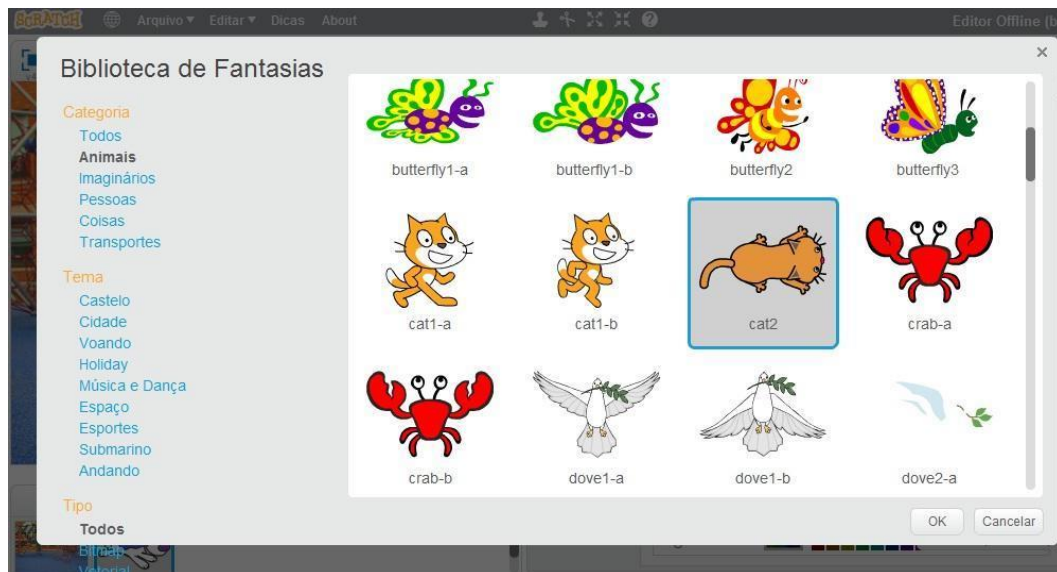 SCRATCH Arquivo Editar Dicas About Editor Offline (b
Biblioteca de Fantasias
Categoria
Todos
Animais
Imaginários
Pessoas
Coisas
Transportes
Tema
Castelo
Cidade
Voando
Holiday
Música e Dança
Espaço
Esportes
Submarino
Andando
Tipo
Todos
Bitmap
Vetorial
butterfly1-a butterfly1-b butterfly2 butterfly3
cat1-a cat1-b cat2 crab-a
crab-b dove1-a dove1-b dove2-a
OK Cancelar